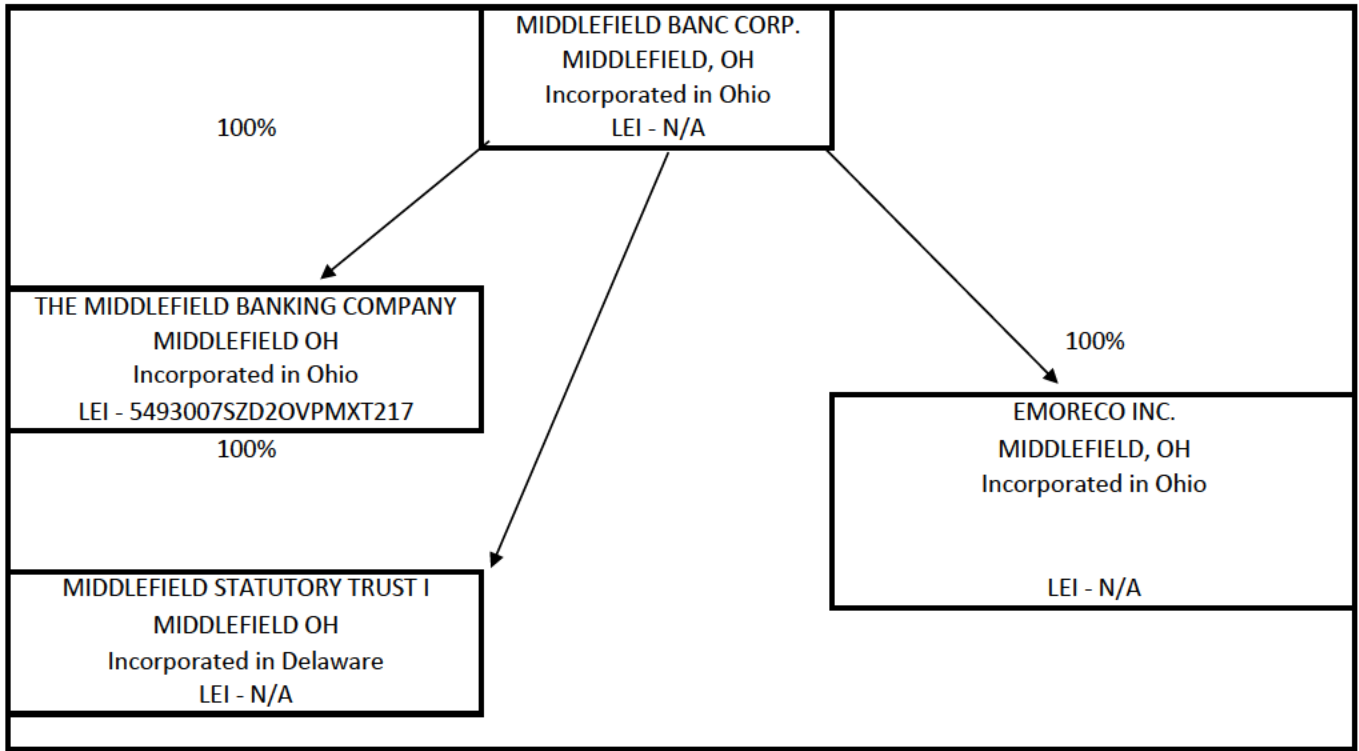 MIDDLEFIELD BANC CORP.
MIDDLEFIELD, OH
Incorporated in Ohio
LEI - N/A
100%
THE MIDDLEFIELD BANKING COMPANY
MIDDLEFIELD OH
Incorporated in Ohio
LEI - 5493007SZD2OVPMXT217
100%
100%
EMORECO INC.
MIDDLEFIELD, OH
Incorporated in Ohio
LEI - N/A
MIDDLEFIELD STATUTORY TRUST I
MIDDLEFIELD OH
Incorporated in Delaware
LEI - N/A